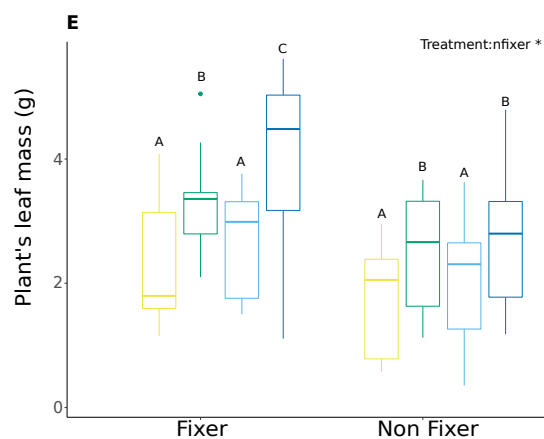 E
Treatment:nfixer *
Plant's leaf mass (g)
4
2
0
A
B
A
C
A
B
A
B
Fixer
Non Fixer